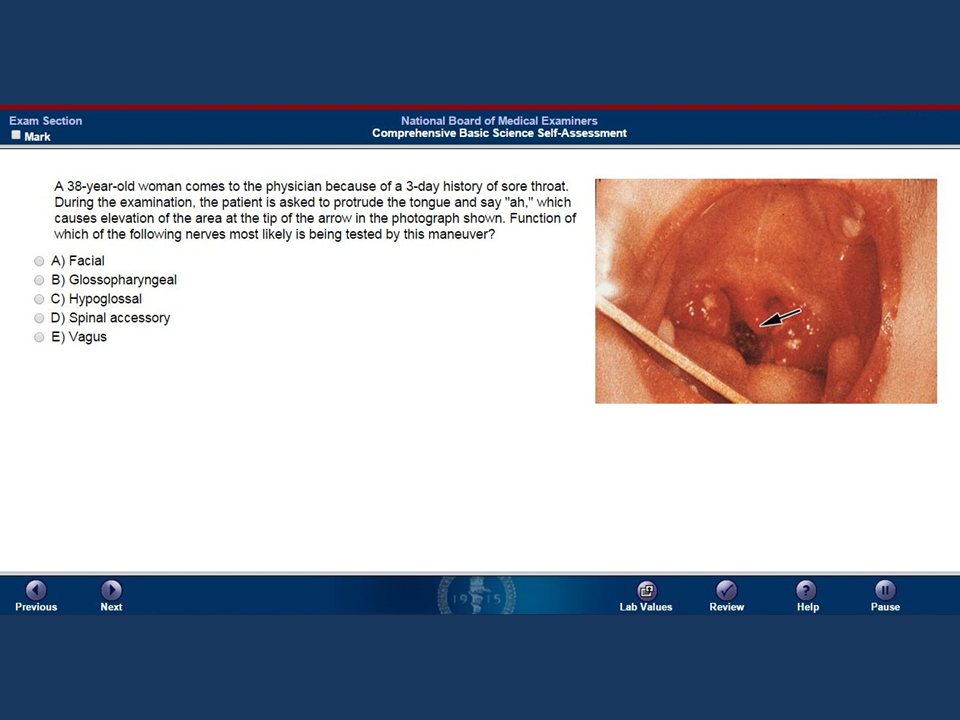 Exam Section
National Board of Medical Examiners
Mark
Comprehensive Basic Science Self-Assessment
A 38-year-old woman comes to the physician because of a 3-day history of sore throat.
During the examination, the patient is asked to protrude the tongue and say "ah," which
causes elevation of the area at the tip of the arrow in the photograph shown. Function of
which of the following nerves most likely is being tested by this maneuver?
A) Facial
B) Glossopharyngeal
C) Hypoglossal
D) Spinal accessory
E) Vagus
1915
Previous
Next
Lab Values
Review
Help
Pause